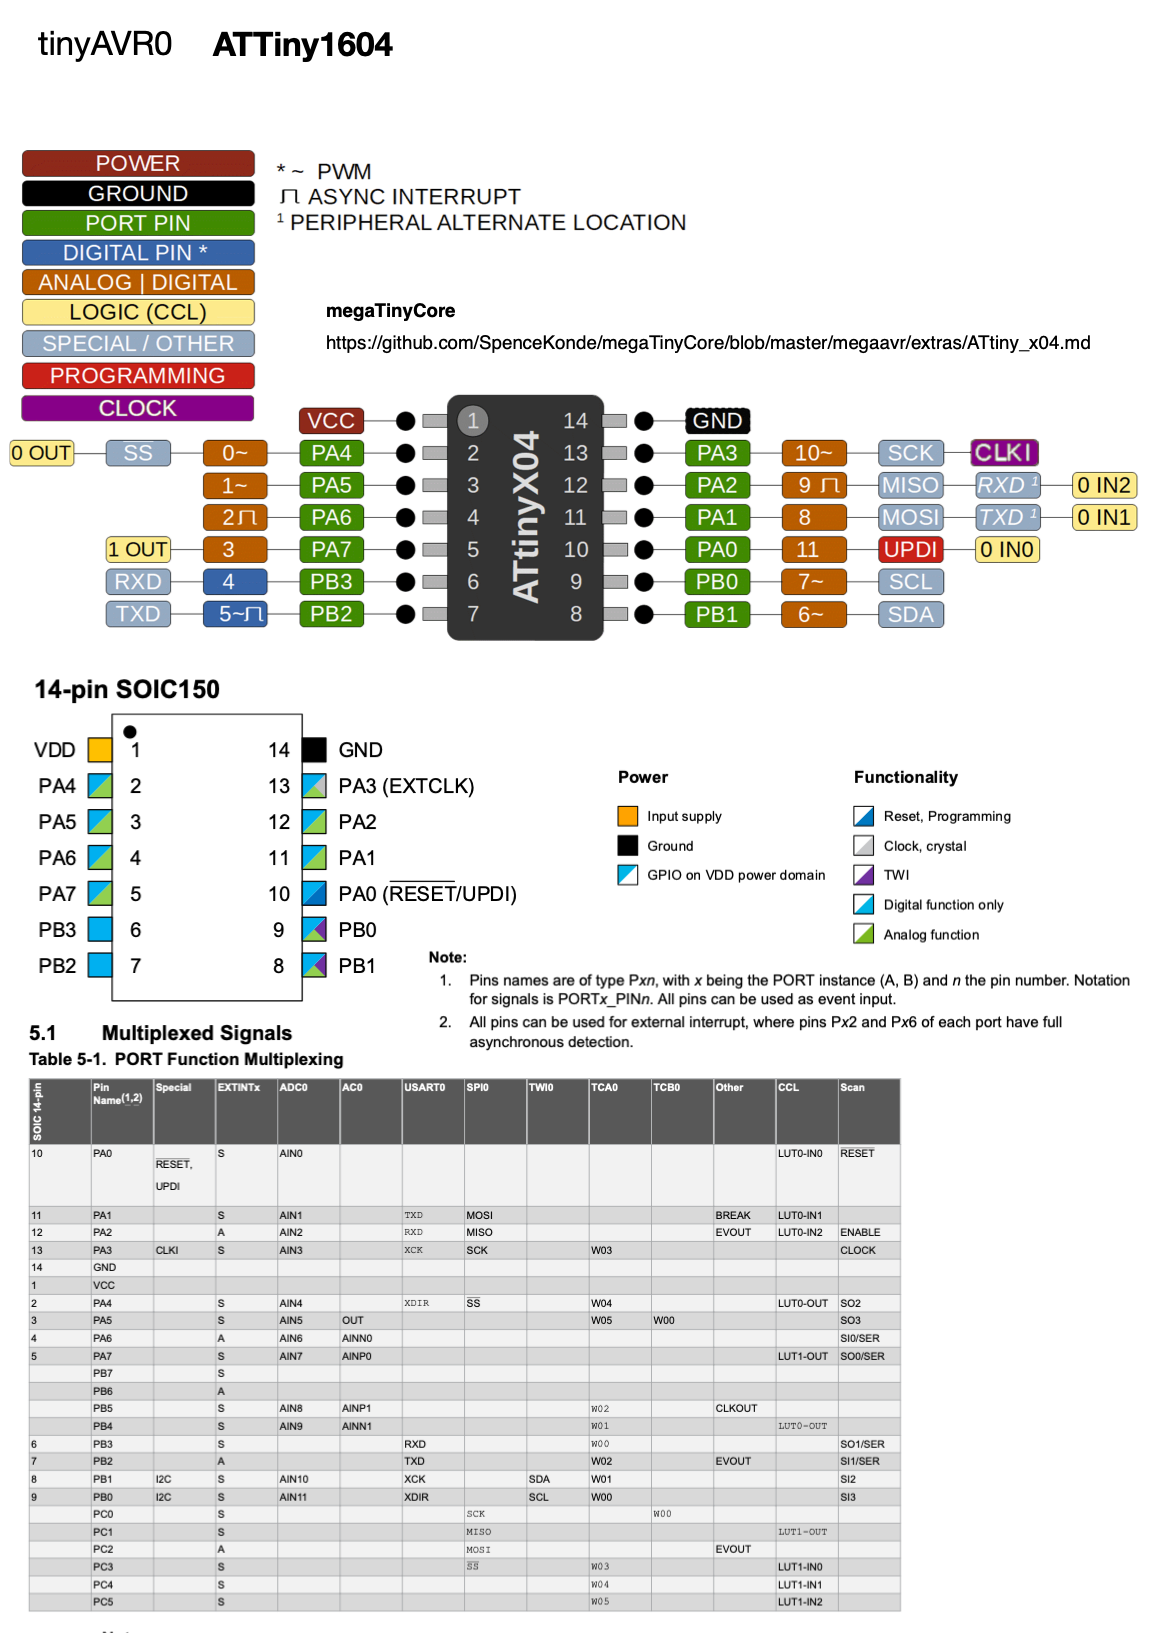 tinyAVR0 ATTiny1604
POWER
GROUND
PORT PIN
DIGITAL PIN *
ANALOG | DIGITAL
LOGIC (CCL)
SPECIAL / OTHER
PROGRAMMING
CLOCK
* ~ PWM
ASYNC INTERRUPT
1 PERIPHERAL ALTERNATE LOCATION
megaTinyCore
https://github.com/SpenceKonde/megaTinyCore/blob/master/megaavr/extras/ATtiny_x04.md
ATtinyX04
VCC 1 14 GND
0 OUT SS 0~ PA4 2 13 PA3 10~ SCK CLKI
1~ PA5 3 12 PA2 9 MISO RXD 1 0 IN2
2 PA6 4 11 PA1 8 MOSI TXD 1 0 IN1
1 OUT 3 PA7 5 10 PA0 11 UPDI 0 IN0
RXD 4 PB3 6 9 PB0 7~ SCL
TXD 5~ PB2 7 8 PB1 6~ SDA
14-pin SOIC150
VDD 1 14 GND
PA4 2 13 PA3 (EXTCLK)
PA5 3 12 PA2
PA6 4 11 PA1
PA7 5 10 PA0 (RESET/UPDI)
PB3 6 9 PB0
PB2 7 8 PB1
Power
Input supply
Ground
GPIO on VDD power domain
Functionality
Reset, Programming
Clock, crystal
TWI
Digital function only
Analog function
Note:
1. Pins names are of type Pxn, with x being the PORT instance (A, B) and n the pin number. Notation
for signals is PORTx_PINn. All pins can be used as event input.
2. All pins can be used for external interrupt, where pins Px2 and Px6 of each port have full
asynchronous detection.
5.1 Multiplexed Signals
Table 5-1. PORT Function Multiplexing
SOIC 14-pin Pin Name(1,2) Special EXTINTx ADC0 AC0 USART0 SPI0 TWI0 TCA0 TCB0 Other CCL Scan
10 PA0 RESET, UPDI S AIN0 LUT0-IN0 RESET
11 PA1 S AIN1 TXD MOSI BREAK LUT0-IN1
12 PA2 A AIN2 RXD MISO EVOUT LUT0-IN2 ENABLE
13 PA3 CLKI S AIN3 XCK SCK W03 CLOCK
14 GND
1 VCC
2 PA4 S AIN4 XDIR SS W04 LUT0-OUT SO2
3 PA5 S AIN5 OUT W05 W00 SO3
4 PA6 A AIN6 AINN0 SI0/SER
5 PA7 S AIN7 AINP0 LUT1-OUT SO0/SER
PB7 S
PB6 A
PB5 S AIN8 AINP1 W02 CLKOUT
PB4 S AIN9 AINN1 W01 LUT0-OUT
6 PB3 S RXD W00 SO1/SER
7 PB2 A TXD W02 EVOUT SI1/SER
8 PB1 I2C S AIN10 XCK SDA W01 SI2
9 PB0 I2C S AIN11 XDIR SCL W00 SI3
PC0 S SCK W00
PC1 S MISO LUT1-OUT
PC2 A MOSI EVOUT
PC3 S SS W03 LUT1-IN0
PC4 S W04 LUT1-IN1
PC5 S W05 LUT1-IN2